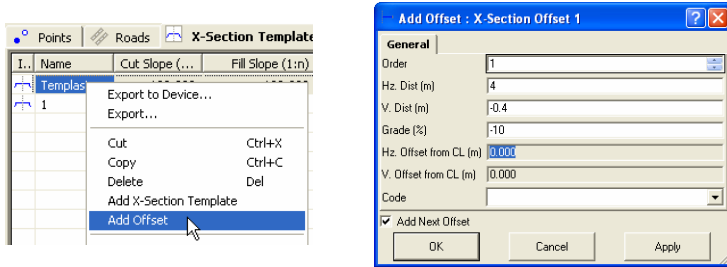 Points Roads X-Section Template
I.. Name Cut Slope (... Fill Slope (1:n)
1
Export to Device...
Export...
Cut Ctrl+X
Copy Ctrl+C
Delete Del
Add X-Section Template
Add Offset
Add Offset : X-Section Offset 1
General
Order 1
Hz. Dist (m) 4
V. Dist (m) -0.4
Grade (%) -10
Hz. Offset from CL (m) 0.000
V. Offset from CL (m) 0.000
Code
Add Next Offset
OK Cancel Apply